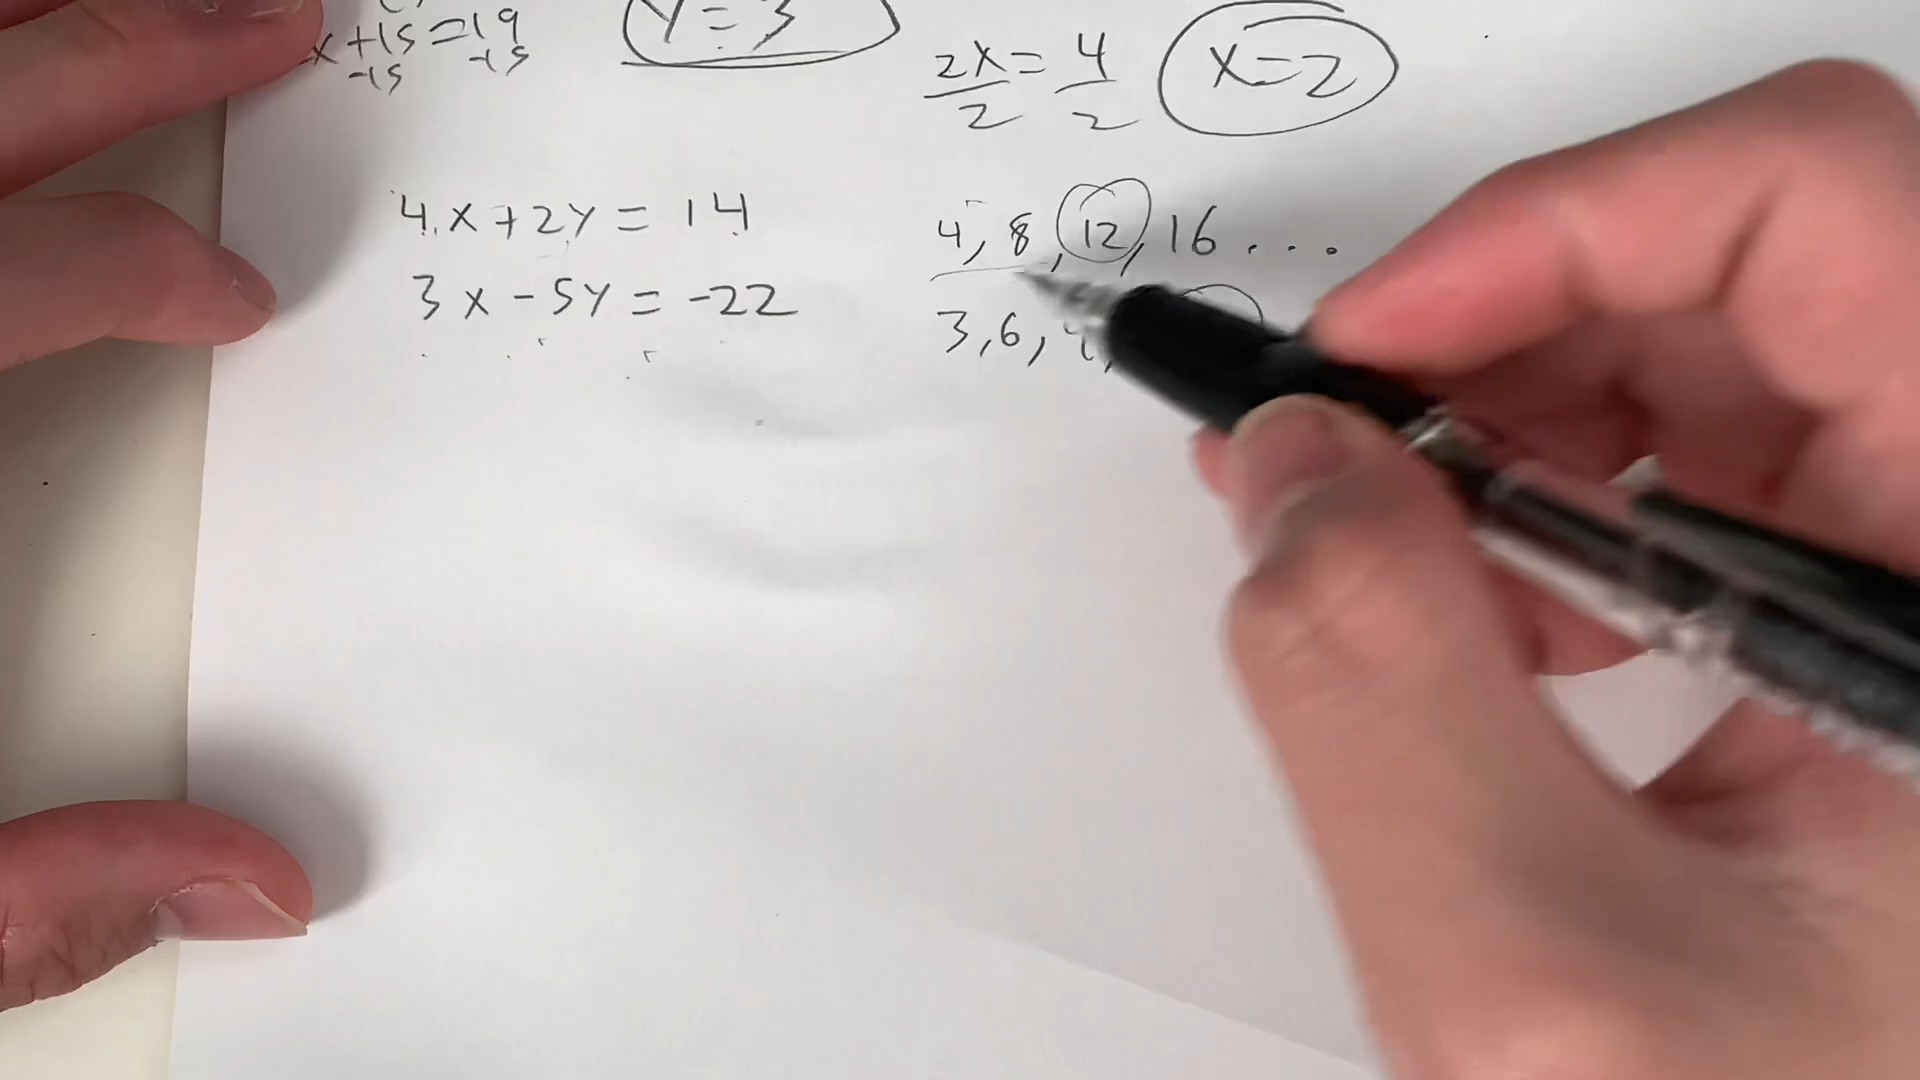 x+15=19
-15 -15
y=3
2x=4
2 2
x=2
4x+2y=14
3x-5y=-22
4, 8, 12, 16...
3, 6,